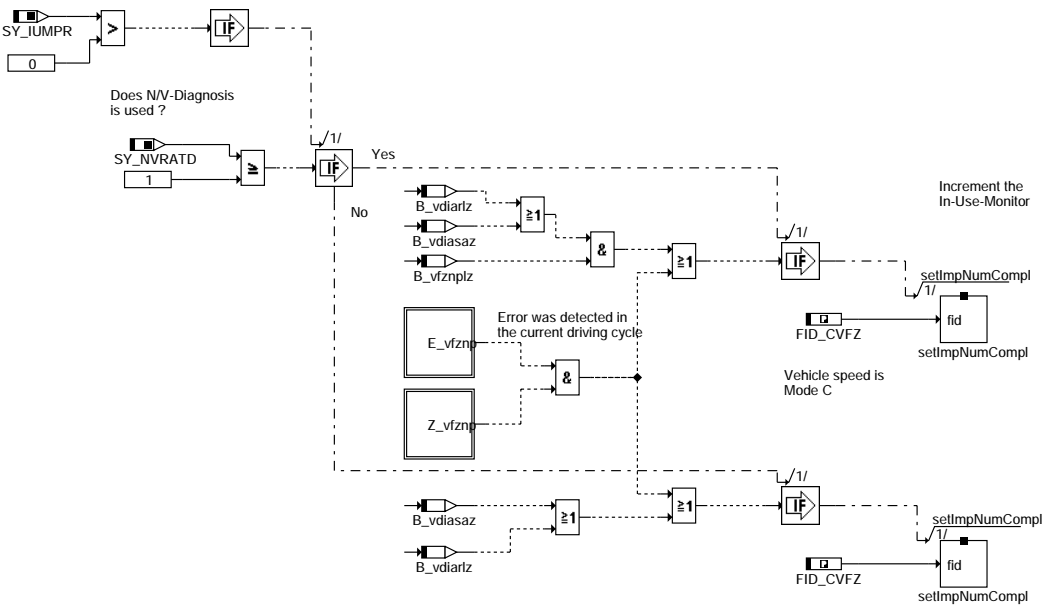 SY_IUMPR
>
IF
0
Does N/V-Diagnosis
is used ?
/1/
SY_NVRATD
≥
IF
1
Yes
No
B_vdiarlz
≧1
B_vdiasaz
&
B_vfznplz
≧1
/1/
IF
Increment the
In-Use-Monitor
setImpNumCompl
/1/
fid
FID_CVFZ
setImpNumCompl
Error was detected in
the current driving cycle
E_vfznp
&
Z_vfznp
Vehicle speed is
Mode C
/1/
B_vdiasaz
≧1
≧1
IF
B_vdiarlz
setImpNumCompl
/1/
fid
FID_CVFZ
setImpNumCompl